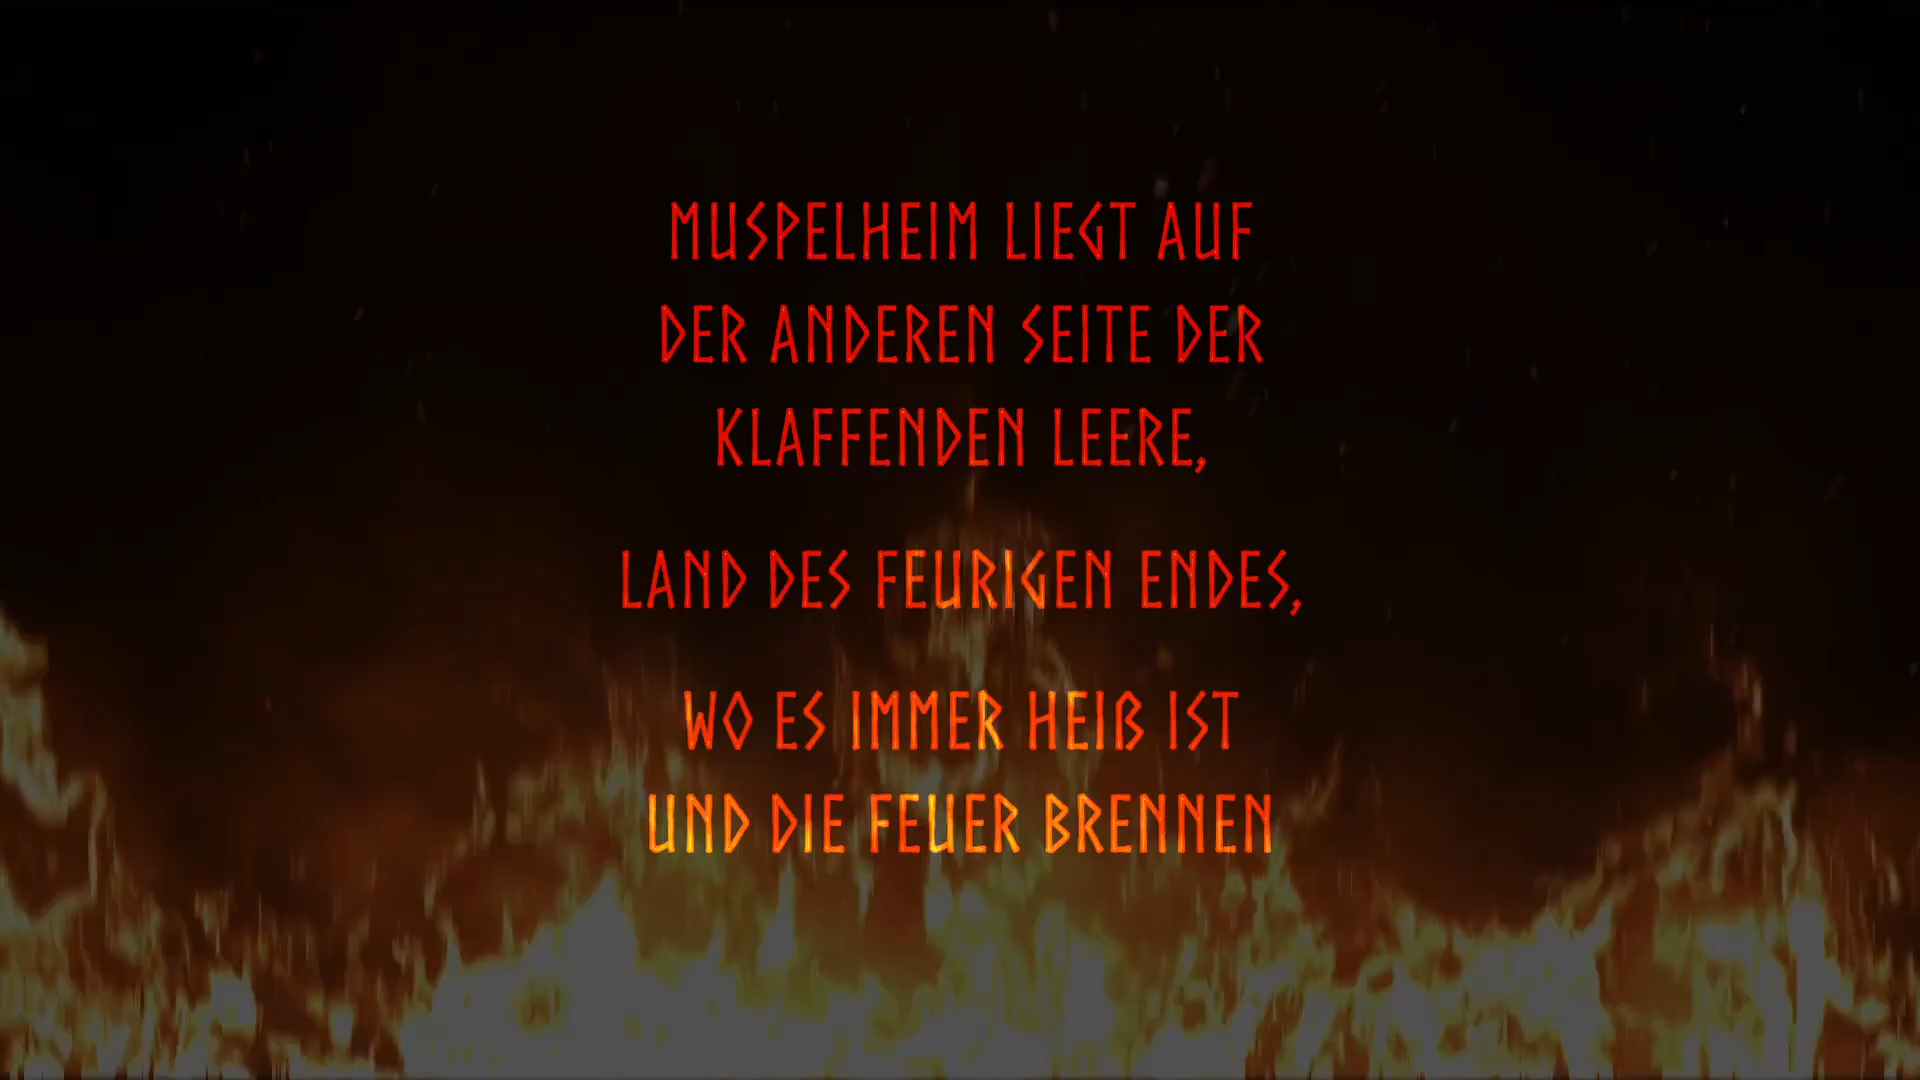 MUSPELHEIM LIEGT AUF
DER ANDEREN SEITE DER
KLAFFENDEN LEERE,
LAND DES FEURIGEN ENDES,
WO ES IMMER HEIß IST
UND DIE FEUER BRENNEN